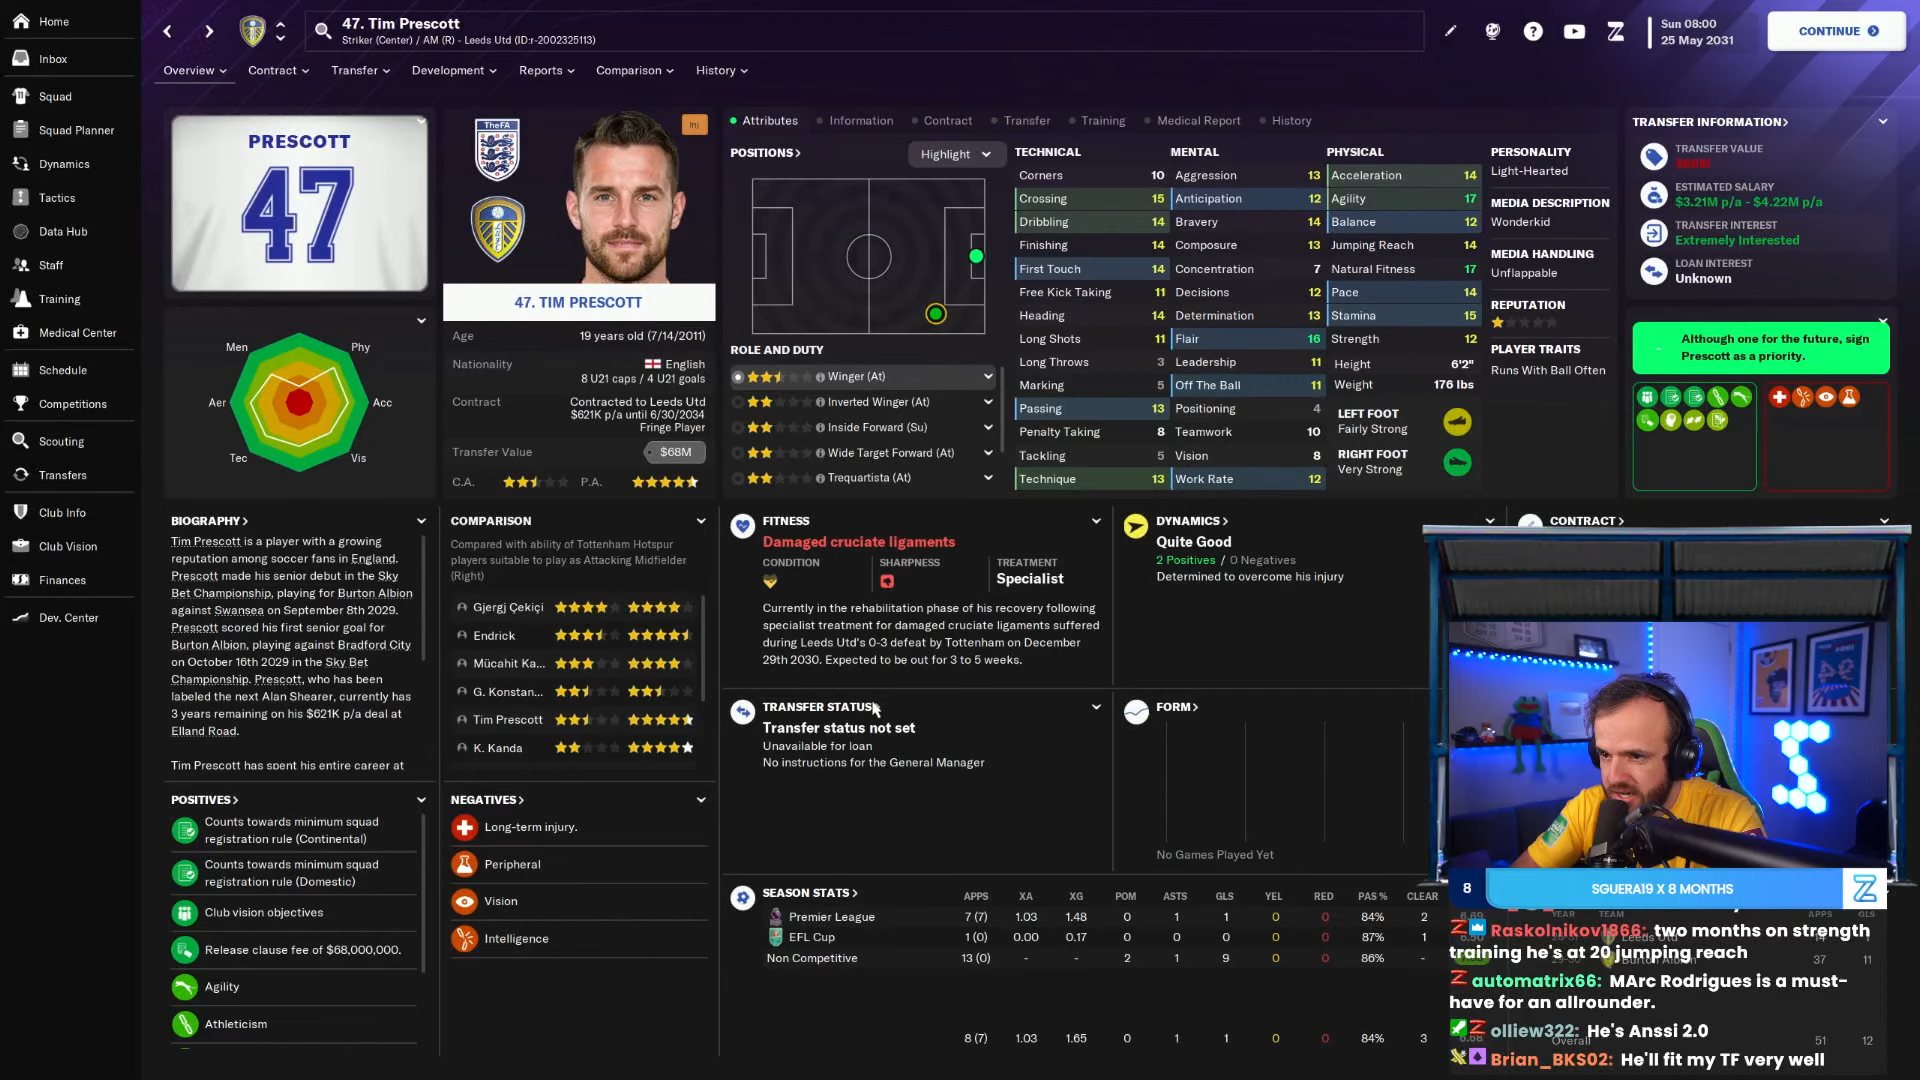 Home
Inbox
Squad
Squad Planner
Dynamics
Tactics
Data Hub
Staff
Training
Medical Center
Schedule
Competitions
Scouting
Transfers
Club Info
Club Vision
Finances
Dev. Center
47. Tim Prescott
Striker (Center) / AM (R) - Leeds Utd (ID:r-2002325113)
Sun 08:00
25 May 2031
CONTINUE
Overview
Contract
Transfer
Development
Reports
Comparison
History
PRESCOTT
47
Men
Phy
Aer
Acc
Tec
Vis
TheFA
Inj
47. TIM PRESCOTT
Age 19 years old (7/14/2011)
Nationality English
8 U21 caps / 4 U21 goals
Contract Contracted to Leeds Utd
$621K p/a until 6/30/2034
Fringe Player
Transfer Value $68M
C.A. P.A.
Attributes
Information
Contract
Transfer
Training
Medical Report
History
POSITIONS>
Highlight
ROLE AND DUTY
Winger (At)
Inverted Winger (At)
Inside Forward (Su)
Wide Target Forward (At)
Trequartista (At)
TECHNICAL
Corners 10
Crossing 15
Dribbling 14
Finishing 14
First Touch 14
Free Kick Taking 11
Heading 14
Long Shots 11
Long Throws 3
Marking 5
Passing 13
Penalty Taking 8
Tackling 5
Technique 13
MENTAL
Aggression 13
Anticipation 12
Bravery 14
Composure 13
Concentration 7
Decisions 12
Determination 13
Flair 16
Leadership 11
Off The Ball 11
Positioning 4
Teamwork 10
Vision 8
Work Rate 12
PHYSICAL
Acceleration 14
Agility 17
Balance 12
Jumping Reach 14
Natural Fitness 17
Pace 14
Stamina 15
Strength 12
Height 6'2"
Weight 176 lbs
LEFT FOOT
Fairly Strong
RIGHT FOOT
Very Strong
PERSONALITY
Light-Hearted
MEDIA DESCRIPTION
Wonderkid
MEDIA HANDLING
Unflappable
REPUTATION
PLAYER TRAITS
Runs With Ball Often
TRANSFER INFORMATION>
TRANSFER VALUE
$68M
ESTIMATED SALARY
$3.21M p/a - $4.22M p/a
TRANSFER INTEREST
Extremely Interested
LOAN INTEREST
Unknown
Although one for the future, sign
Prescott as a priority.
BIOGRAPHY>
Tim Prescott is a player with a growing
reputation among soccer fans in England.
Prescott made his senior debut in the Sky
Bet Championship, playing for Burton Albion
against Swansea on September 8th 2029.
Prescott scored his first senior goal for
Burton Albion, playing against Bradford City
on October 16th 2029 in the Sky Bet
Championship. Prescott, who has been
labeled the next Alan Shearer, currently has
3 years remaining on his $621K p/a deal at
Elland Road.
Tim Prescott has spent his entire career at
COMPARISON
Compared with ability of Tottenham Hotspur
players suitable to play as Attacking Midfielder
(Right)
Gjergj Çekiçi
Endrick
Mücahit Ka...
G. Konstan...
Tim Prescott
K. Kanda
FITNESS
Damaged cruciate ligaments
CONDITION
SHARPNESS
TREATMENT
Specialist
Currently in the rehabilitation phase of his recovery following
specialist treatment for damaged cruciate ligaments suffered
during Leeds Utd's 0-3 defeat by Tottenham on December
29th 2030. Expected to be out for 3 to 5 weeks.
DYNAMICS>
Quite Good
2 Positives / 0 Negatives
Determined to overcome his injury
CONTRACT>
TRANSFER STATUS>
Transfer status not set
Unavailable for loan
No instructions for the General Manager
FORM>
No Games Played Yet
POSITIVES>
Counts towards minimum squad
registration rule (Continental)
Counts towards minimum squad
registration rule (Domestic)
Club vision objectives
Release clause fee of $68,000,000.
Agility
Athleticism
NEGATIVES>
Long-term injury.
Peripheral
Vision
Intelligence
SEASON STATS> APPS XA XG POM ASTS GLS YEL RED PAS % CLEAR
Premier League 7 (7) 1.03 1.48 0 1 1 0 0 84% 2
EFL Cup 1 (0) 0.00 0.17 0 0 0 0 0 87% 1
Non Competitive 13 (0) - - 2 1 9 0 0 86% -
8 (7) 1.03 1.65 0 1 1 0 0 84% 3
8
SGUERA19 X 8 MONTHS
YEAR TEAM APPS GLS
Raskolnikov1866: two months on strength
training he's at 20 jumping reach
37 11
automatrix66: MArc Rodrigues is a must-
have for an allrounder.
olliew322: He's Anssi 2.0
Overall 51 12
Brian_BKS02: He'll fit my TF very well